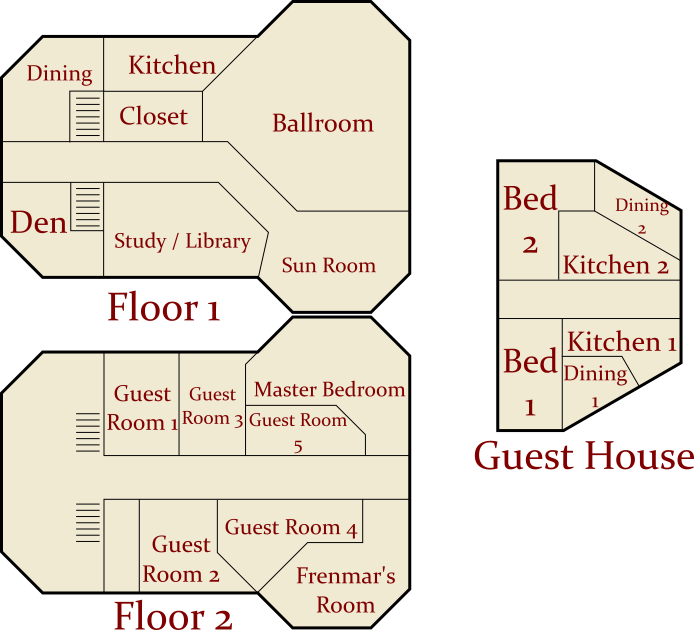 Dining
Kitchen
Closet
Ballroom
Den
Study / Library
Sun Room
Floor 1
Guest
Room 1
Guest
Room 3
Master Bedroom
Guest Room
5
Guest Room 4
Guest
Room 2
Frenmar's
Room
Floor 2
Bed
2
Dining
2
Kitchen 2
Bed
1
Kitchen 1
Dining
1
Guest House